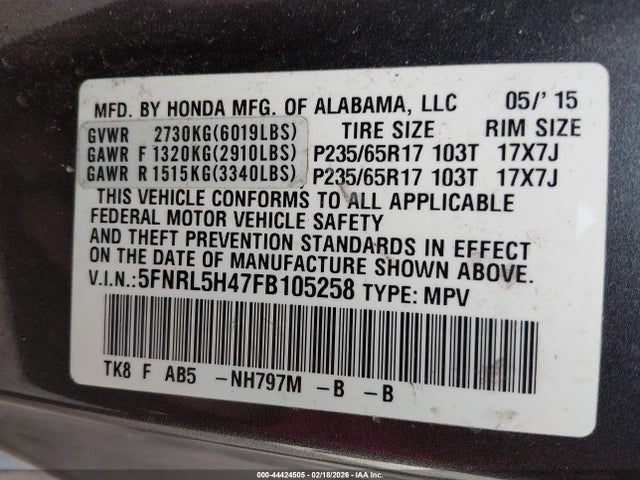 MFD. BY HONDA MFG. OF ALABAMA, LLC 05/' 15
GVWR 2730KG(6019LBS) TIRE SIZE RIM SIZE
GAWR F 1320KG(2910LBS) P235/65R17 103T 17X7J
GAWR R 1515KG(3340LBS) P235/65R17 103T 17X7J
THIS VEHICLE CONFORMS TO ALL APPLICABLE
FEDERAL MOTOR VEHICLE SAFETY
AND THEFT PREVENTION STANDARDS IN EFFECT
ON THE DATE OF MANUFACTURE SHOWN ABOVE.
V.I.N.:5FNRL5H47FB105258 TYPE: MPV
TK8 F AB5 -NH797M -B -B
000-44424505 - 02/18/2026 - IAAI.COM